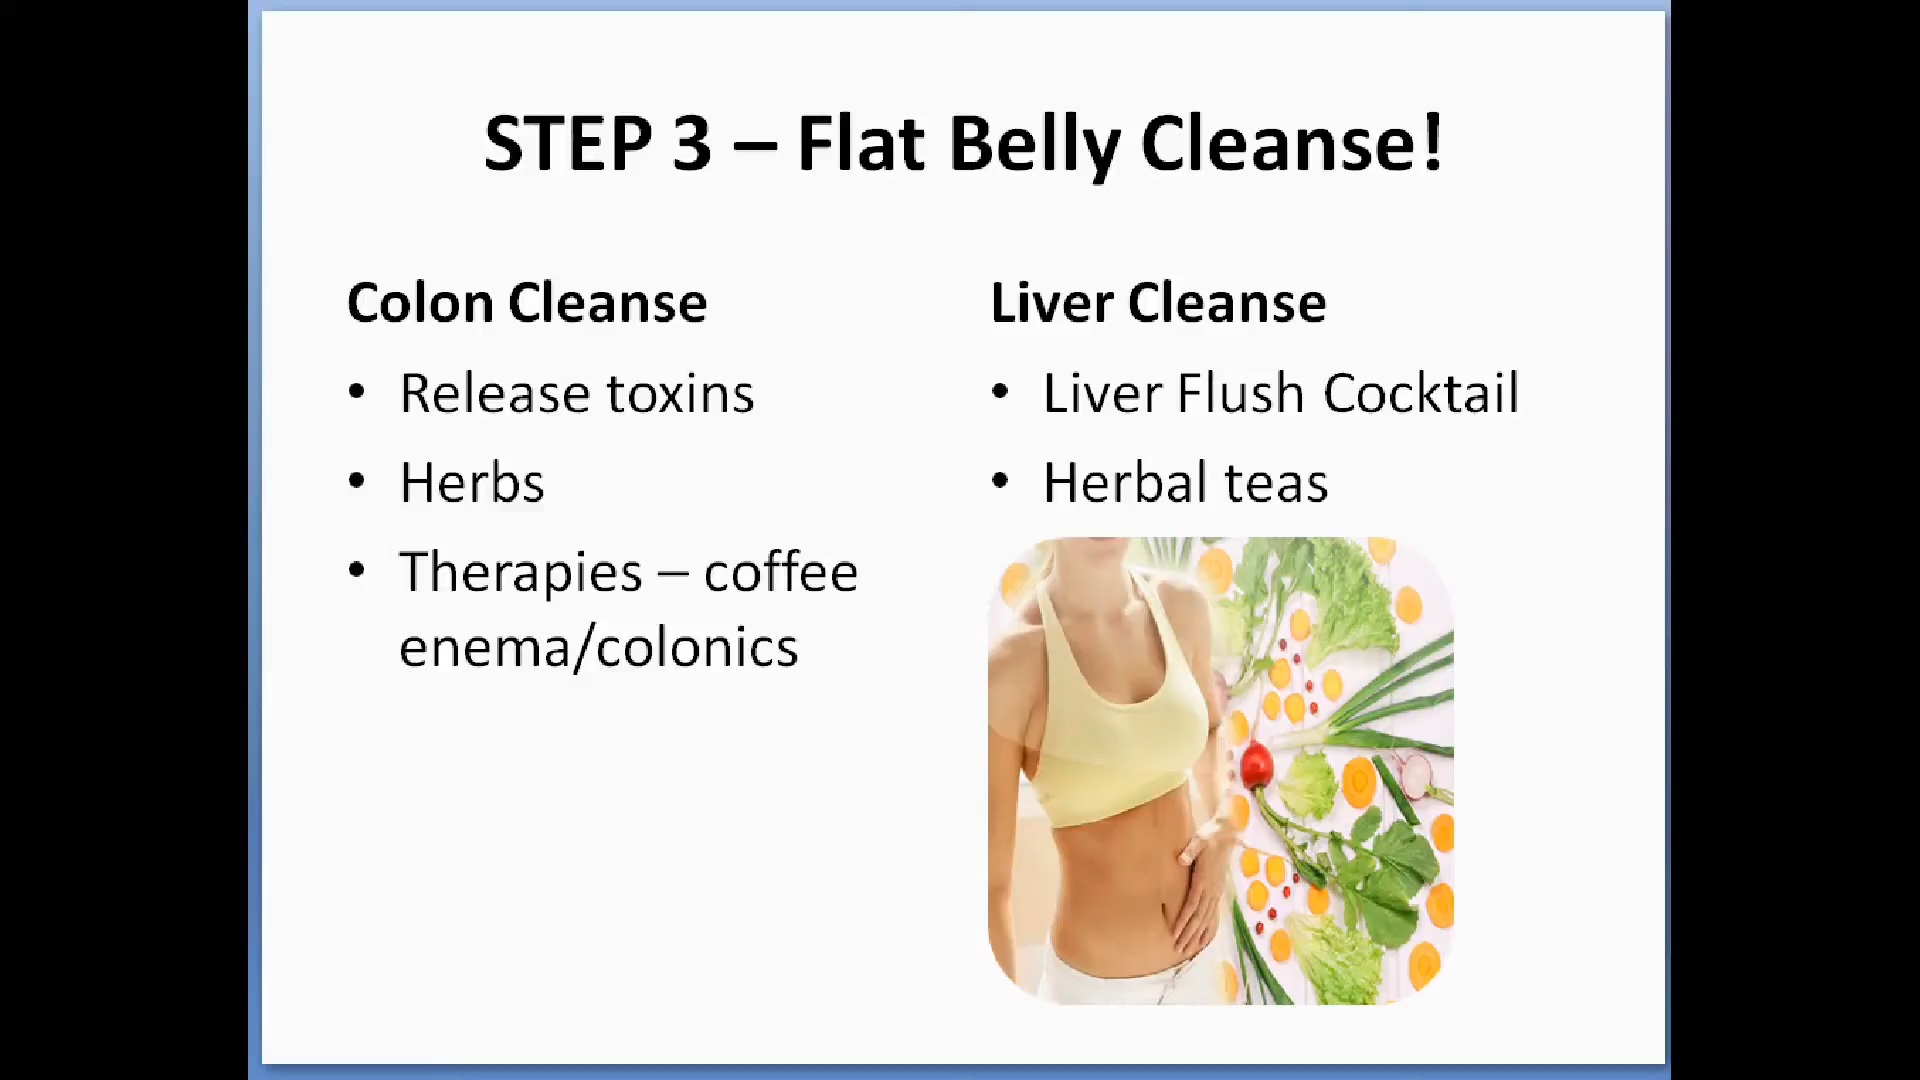 STEP 3 – Flat Belly Cleanse!
Colon Cleanse
• Release toxins
• Herbs
• Therapies – coffee
enema/colonics
Liver Cleanse
• Liver Flush Cocktail
• Herbal teas